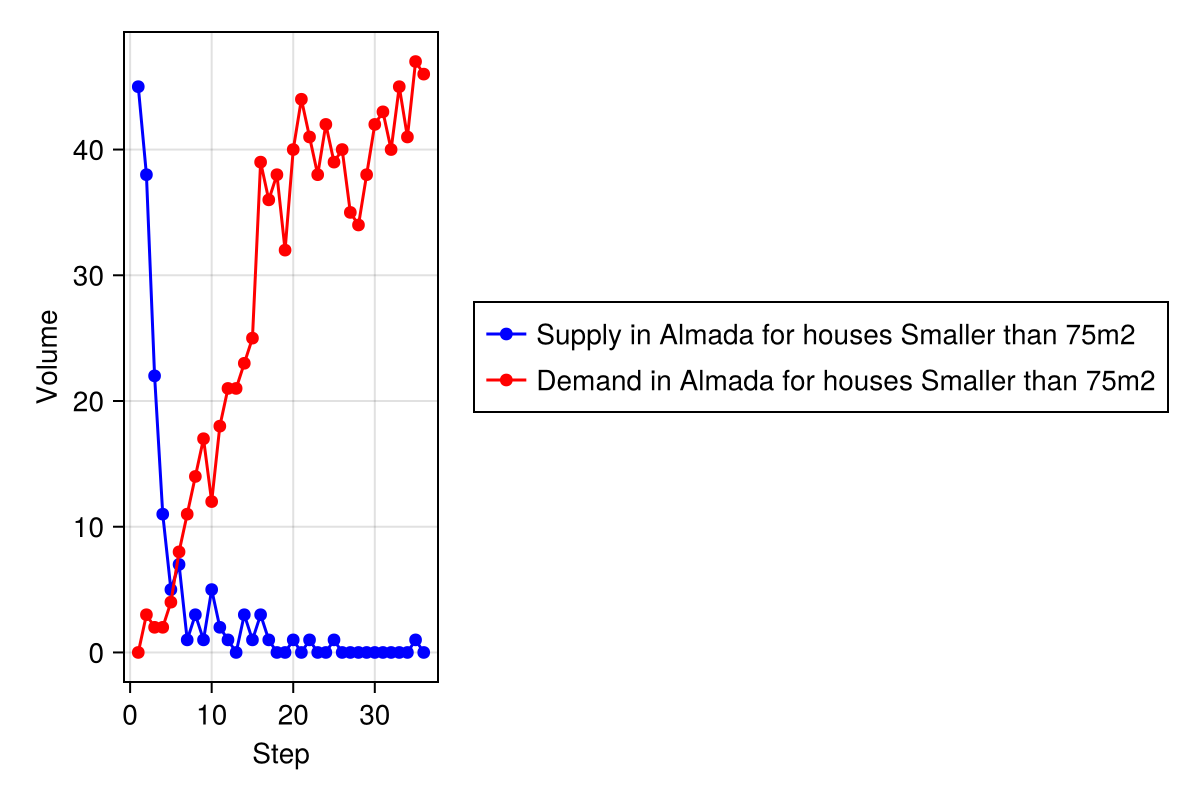 Volume
40
30
20
10
0
0 10 20 30
Step
Supply in Almada for houses Smaller than 75m2
Demand in Almada for houses Smaller than 75m2